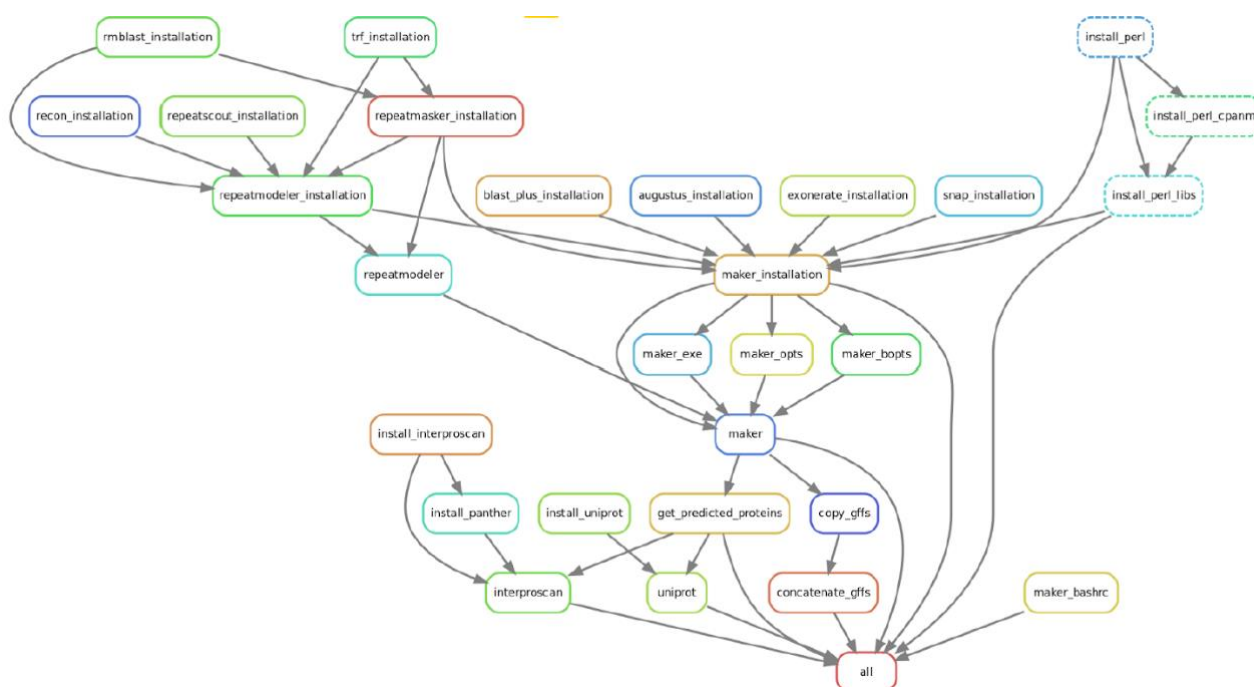 rmblast_installation
trf_installation
install_perl
recon_installation
repeatscout_installation
repeatmasker_installation
install_perl_cpanm
repeatmodeler_installation
blast_plus_installation
augustus_installation
exonerate_installation
snap_installation
install_perl_libs
repeatmodeler
maker_installation
maker_exe
maker_opts
maker_bopts
install_interproscan
maker
install_panther
install_uniprot
get_predicted_proteins
copy_gffs
interproscan
uniprot
concatenate_gffs
maker_bashrc
all